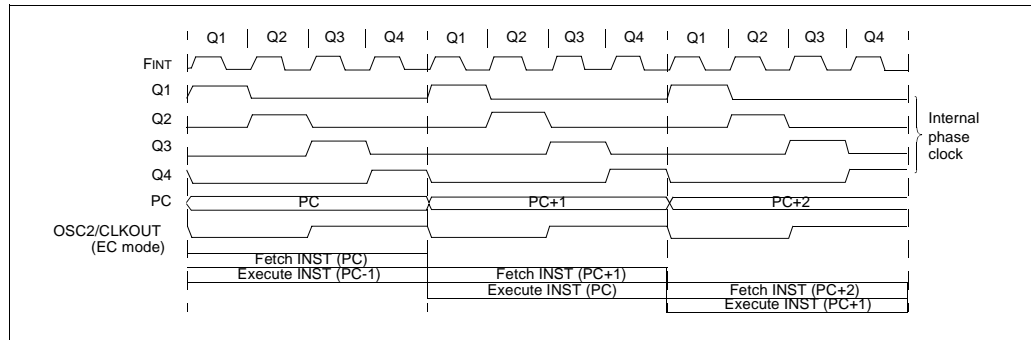 Q1 Q2 Q3 Q4 Q1 Q2 Q3 Q4 Q1 Q2 Q3 Q4
FINT
Q1
Q2
Q3
Q4
Internal
phase
clock
PC PC PC+1 PC+2
OSC2/CLKOUT
(EC mode)
Fetch INST (PC)
Execute INST (PC-1) Fetch INST (PC+1)
Execute INST (PC) Fetch INST (PC+2)
Execute INST (PC+1)